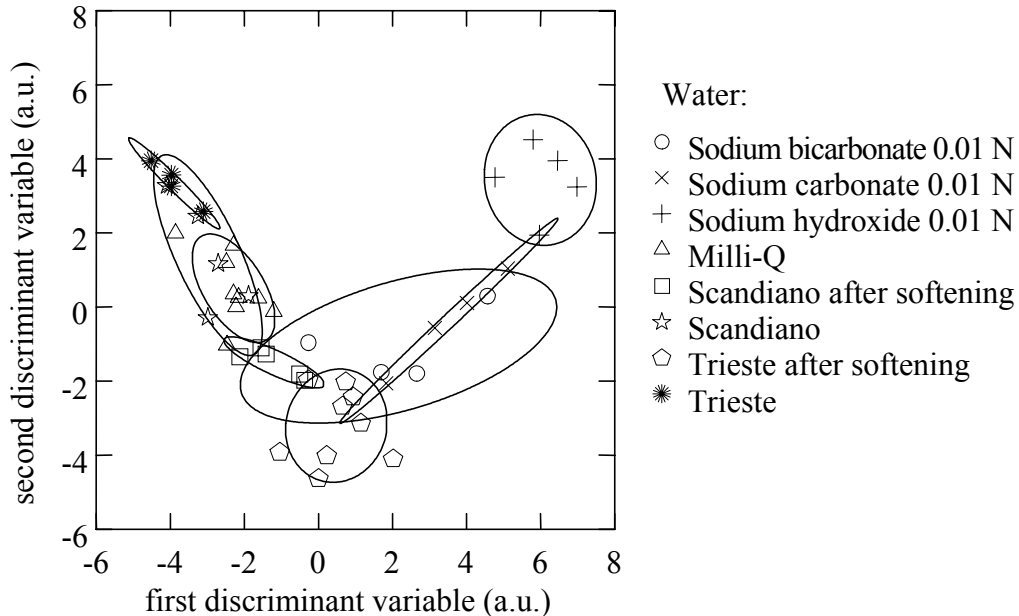 8
6
4
2
0
-2
-4
-6
-6 -4 -2 0 2 4 6 8
second discriminant variable (a.u.)
first discriminant variable (a.u.)
Water:
Sodium bicarbonate 0.01 N
Sodium carbonate 0.01 N
Sodium hydroxide 0.01 N
Milli-Q
Scandiano after softening
Scandiano
Trieste after softening
Trieste